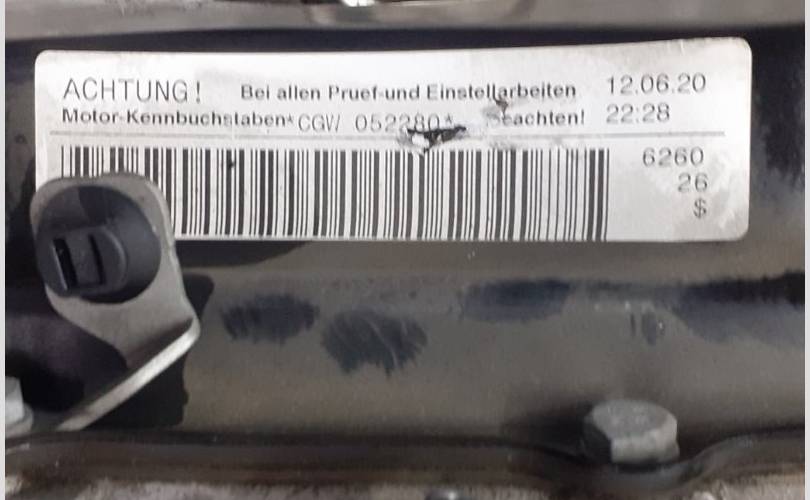 ACHTUNG! Bei allen Pruef-und Einstellarbeiten 12.06.20
Motor-Kennbuchstaben*CGW 052280* beachten! 22:28
6260
26
$